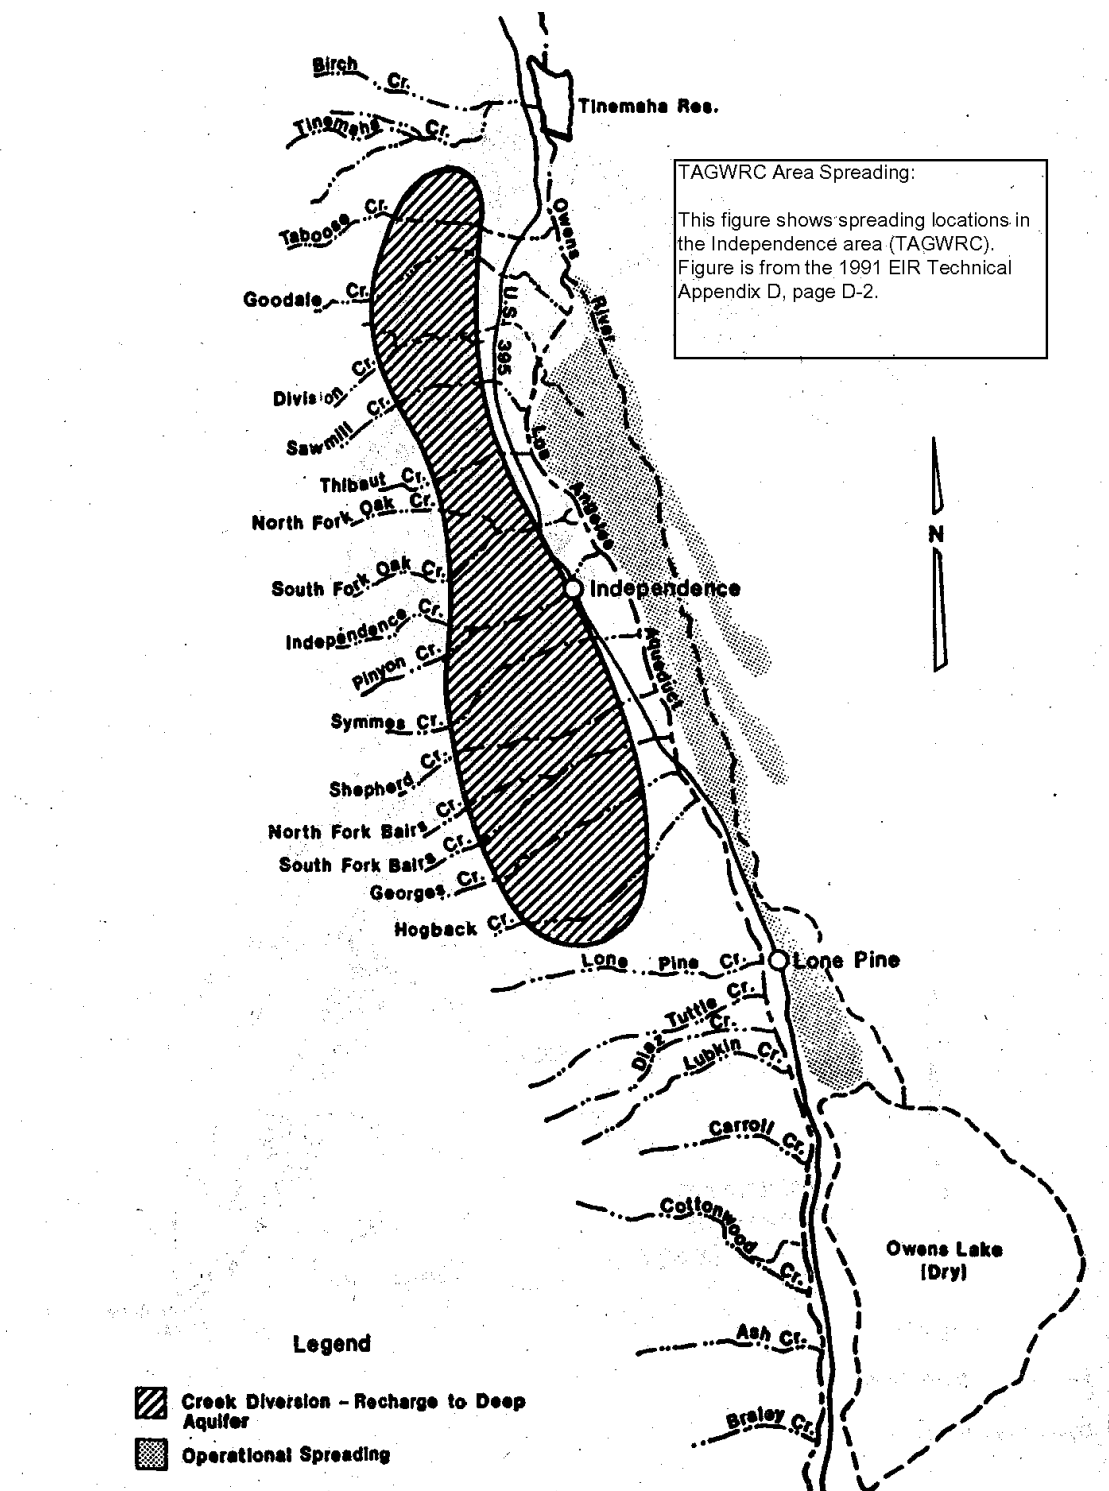 Birch Cr.
Tinemaha Res.
Tinemaha Cr.
TAGWRC Area Spreading:
This figure shows spreading locations in
the Independence area (TAGWRC).
Figure is from the 1991 EIR Technical
Appendix D, page D-2.
Taboose Cr.
Owens River
Goodale Cr.
U.S. 395
Division Cr.
Sawmill Cr.
Los Angeles Aqueduct
Thibaut Cr.
North Fork Oak Cr.
N
South Fork Oak Cr.
Independence
Independence Cr.
Pinyon Cr.
Symmes Cr.
Shepherd Cr.
North Fork Bairs Cr.
South Fork Bairs Cr.
Georges Cr.
Hogback Cr.
Lone Pine Cr.
Lone Pine
Tuttle Cr.
Diaz Cr.
Lubkin Cr.
Carroll Cr.
Cottonwood Cr.
Owens Lake
(Dry)
Ash Cr.
Braley Cr.
Legend
Creek Diversion - Recharge to Deep
Aquifer
Operational Spreading